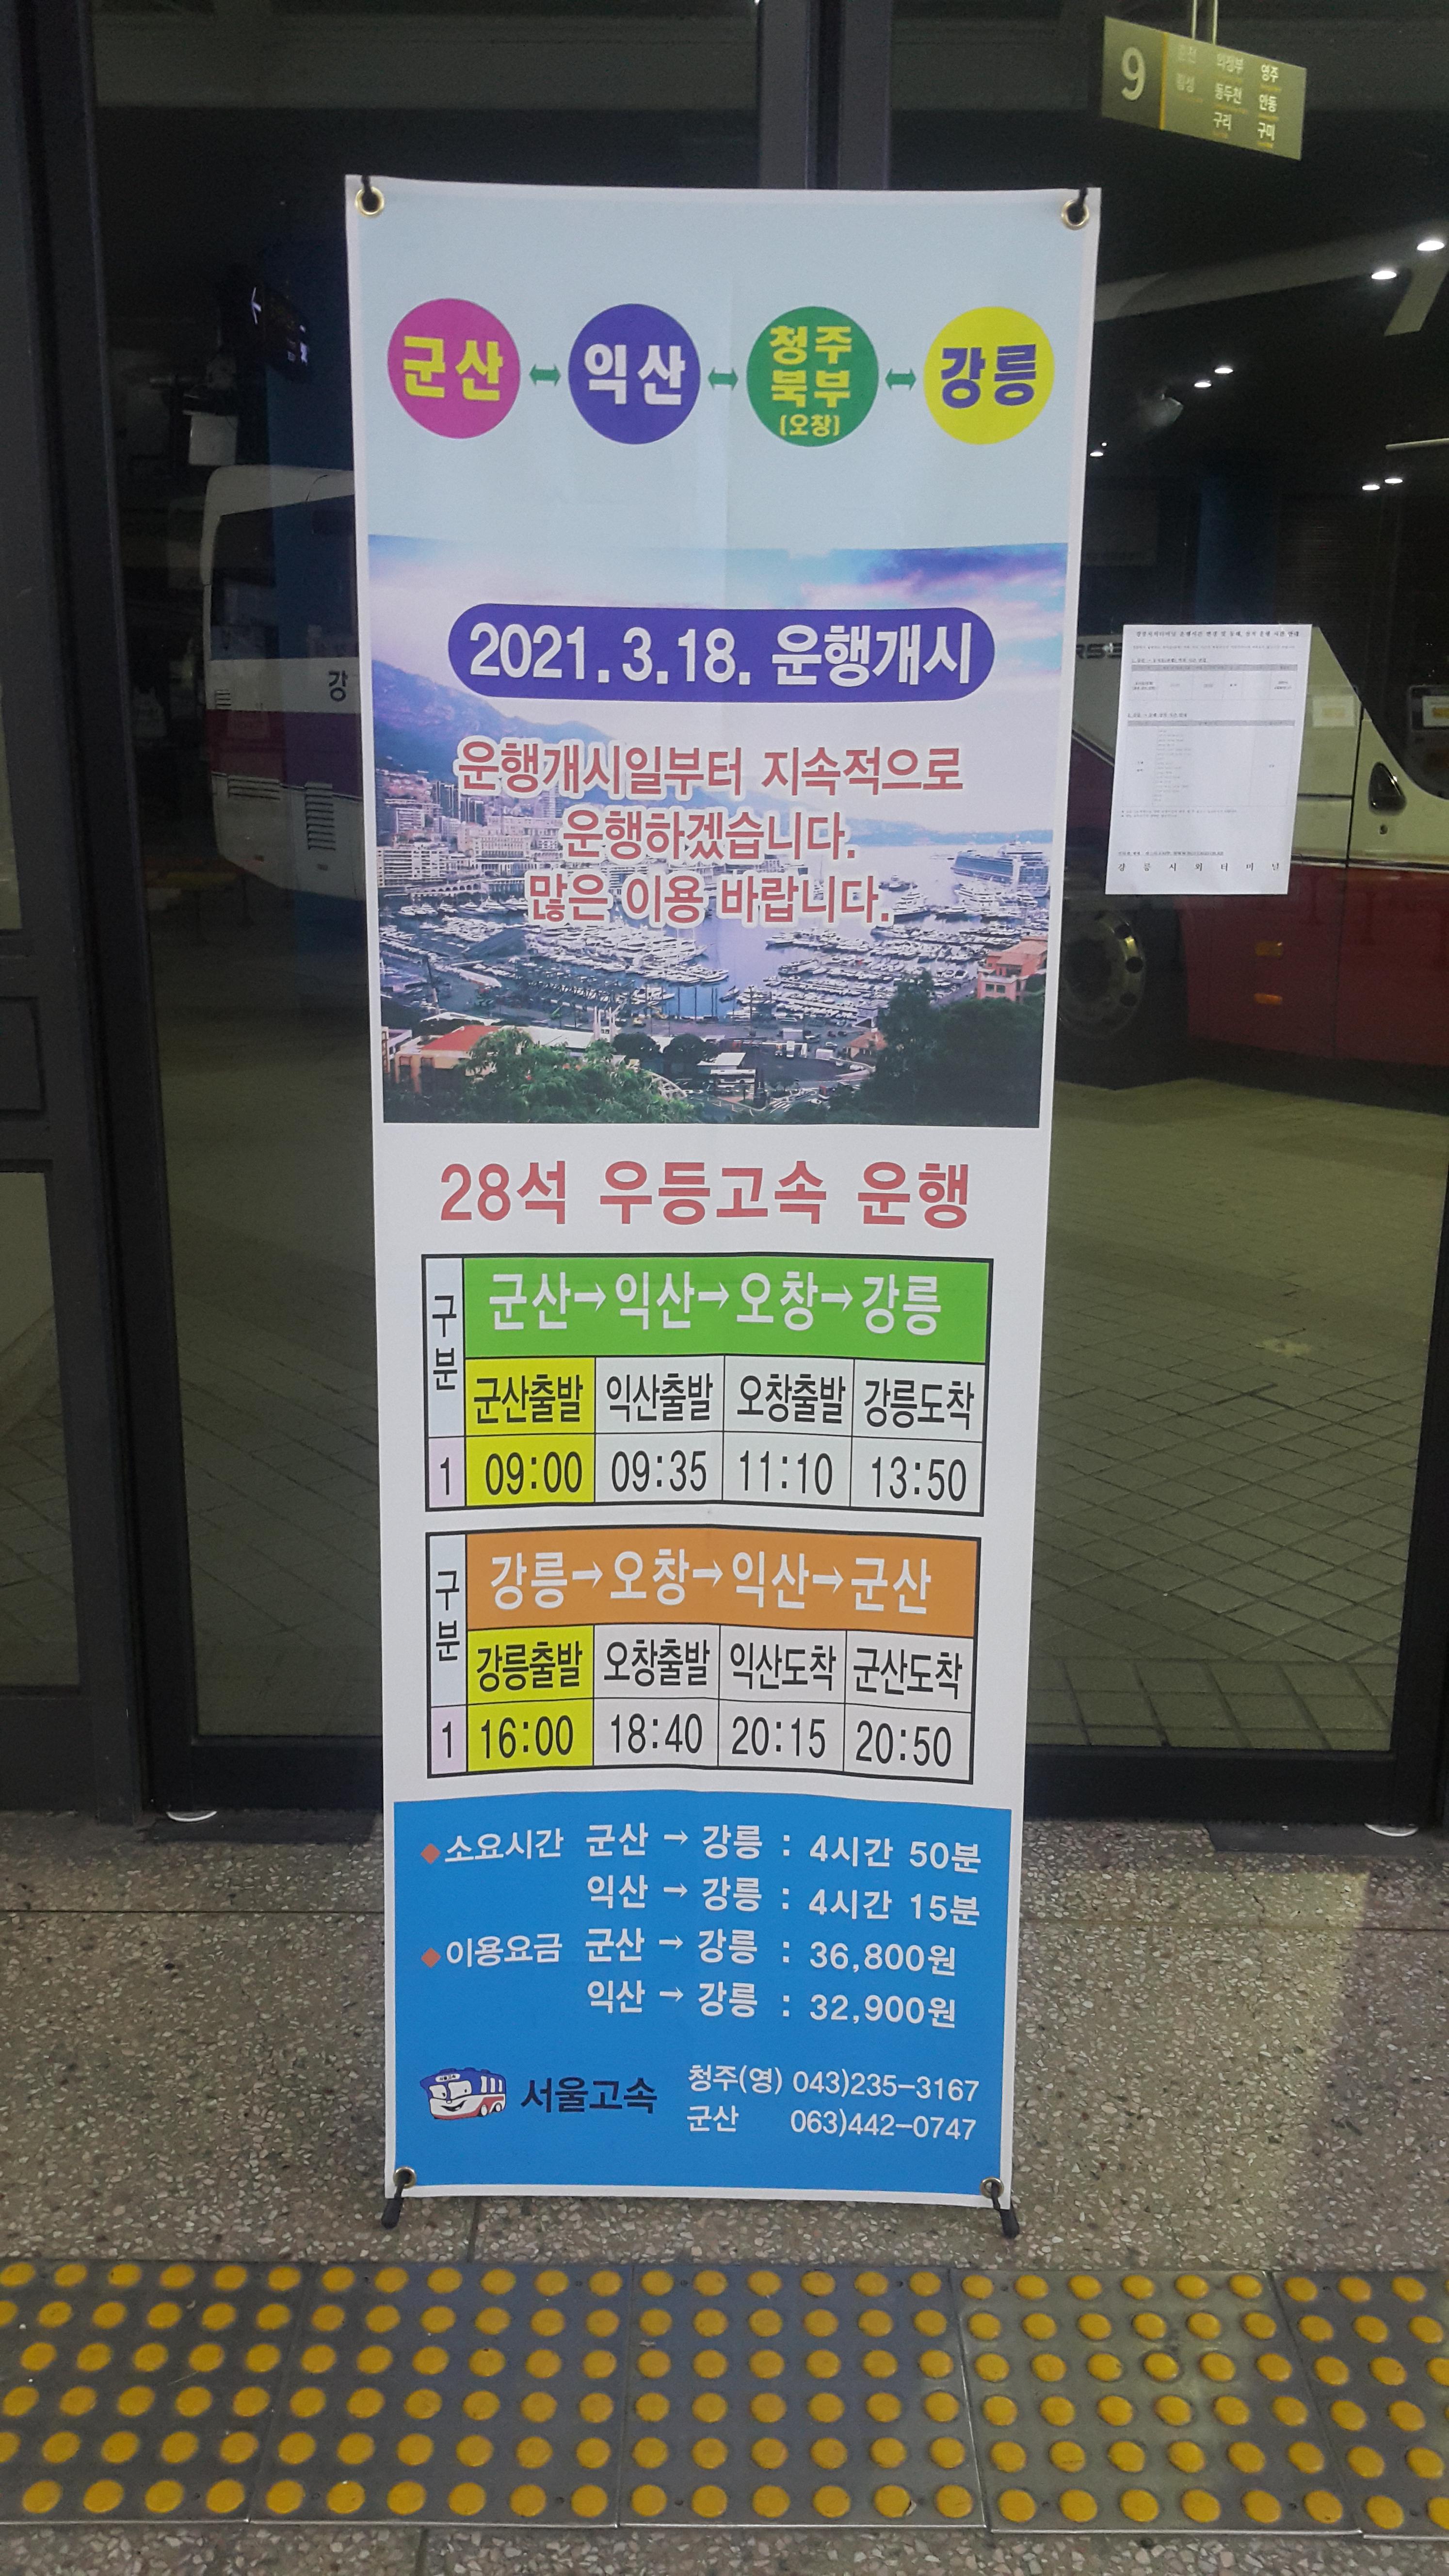 9 의정부 영주
횡성 동두천 안동
구리 구미
군산 익산 청주
북부
(오창) 강릉
2021.3.18. 운행개시
운행개시일부터 지속적으로
운행하겠습니다.
많은 이용 바랍니다.
강
28석 우등고속 운행
구분 군산→익산→오창→강릉
군산출발 익산출발 오창출발 강릉도착
1 09:00 09:35 11:10 13:50
구분 강릉→오창→익산→군산
강릉출발 오창출발 익산도착 군산도착
1 16:00 18:40 20:15 20:50
◆소요시간 군산 → 강릉 : 4시간 50분
익산 → 강릉 : 4시간 15분
◆이용요금 군산 → 강릉 : 36,800원
익산 → 강릉 : 32,900원
서울고속 청주(영) 043)235-3167
군산 063)442-0747
강릉시외터미널